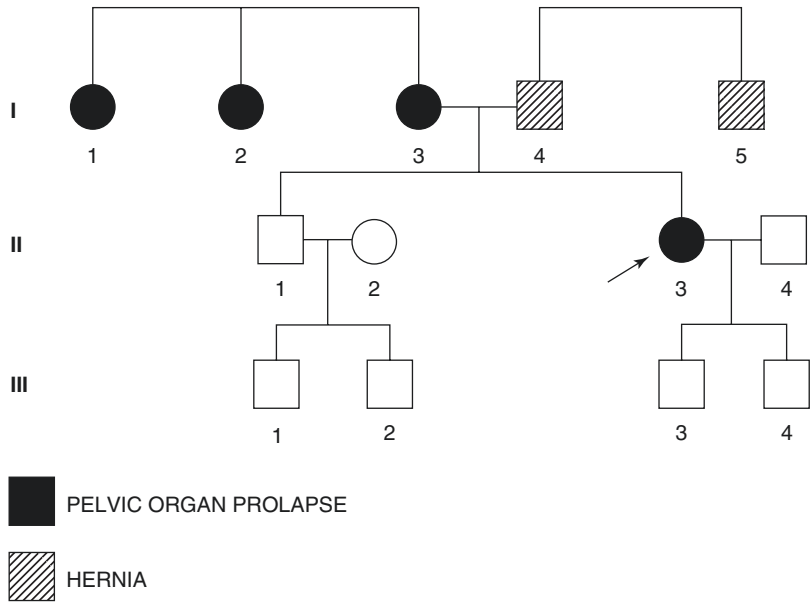 I
1 2 3 4 5
II
1 2 3 4
III
1 2 3 4
PELVIC ORGAN PROLAPSE
HERNIA